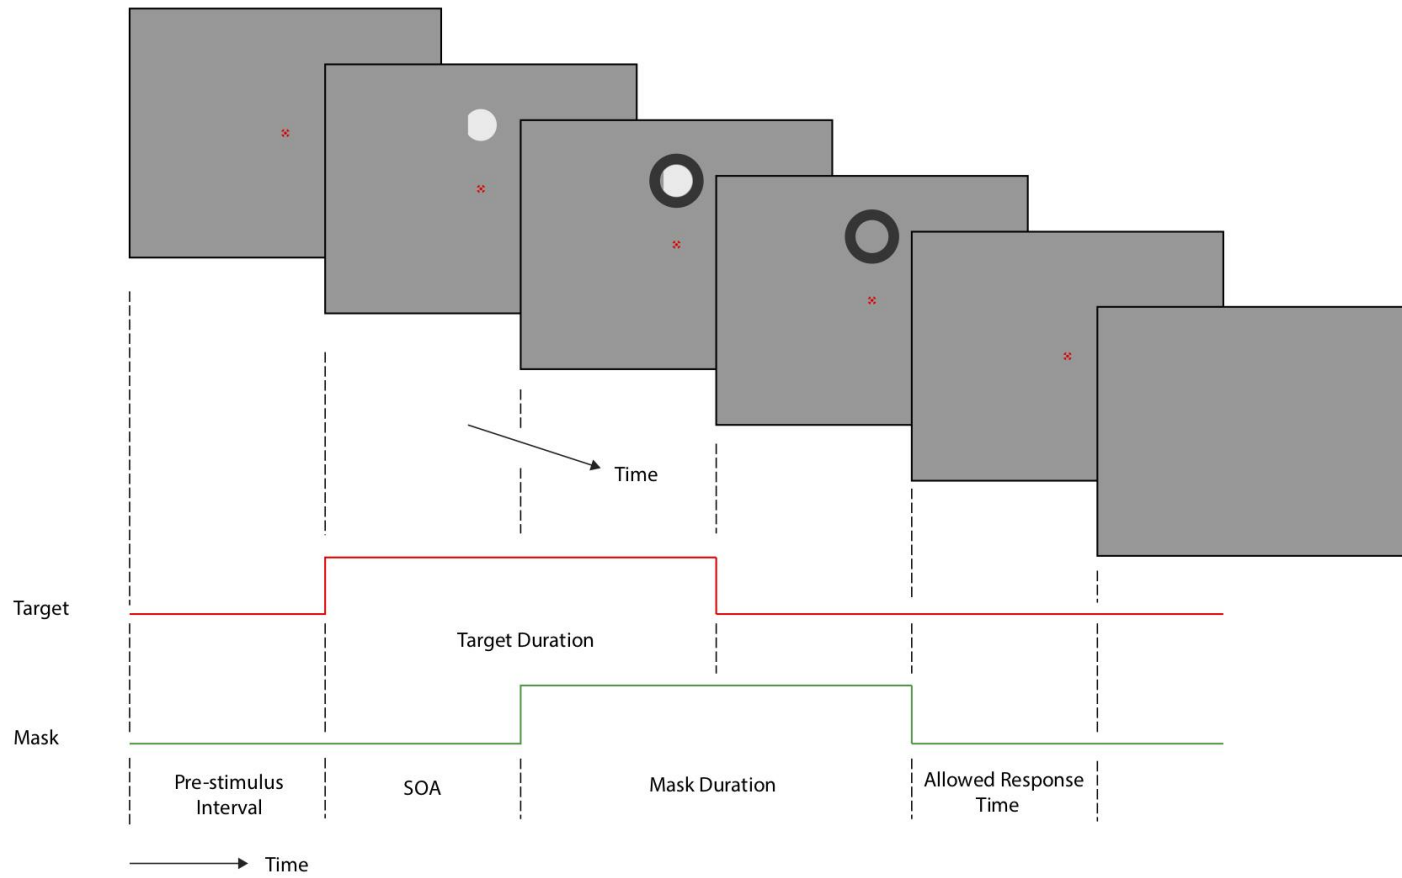 Time
Target
Target Duration
Mask
Pre-stimulus
Interval
SOA
Mask Duration
Allowed Response
Time
Time